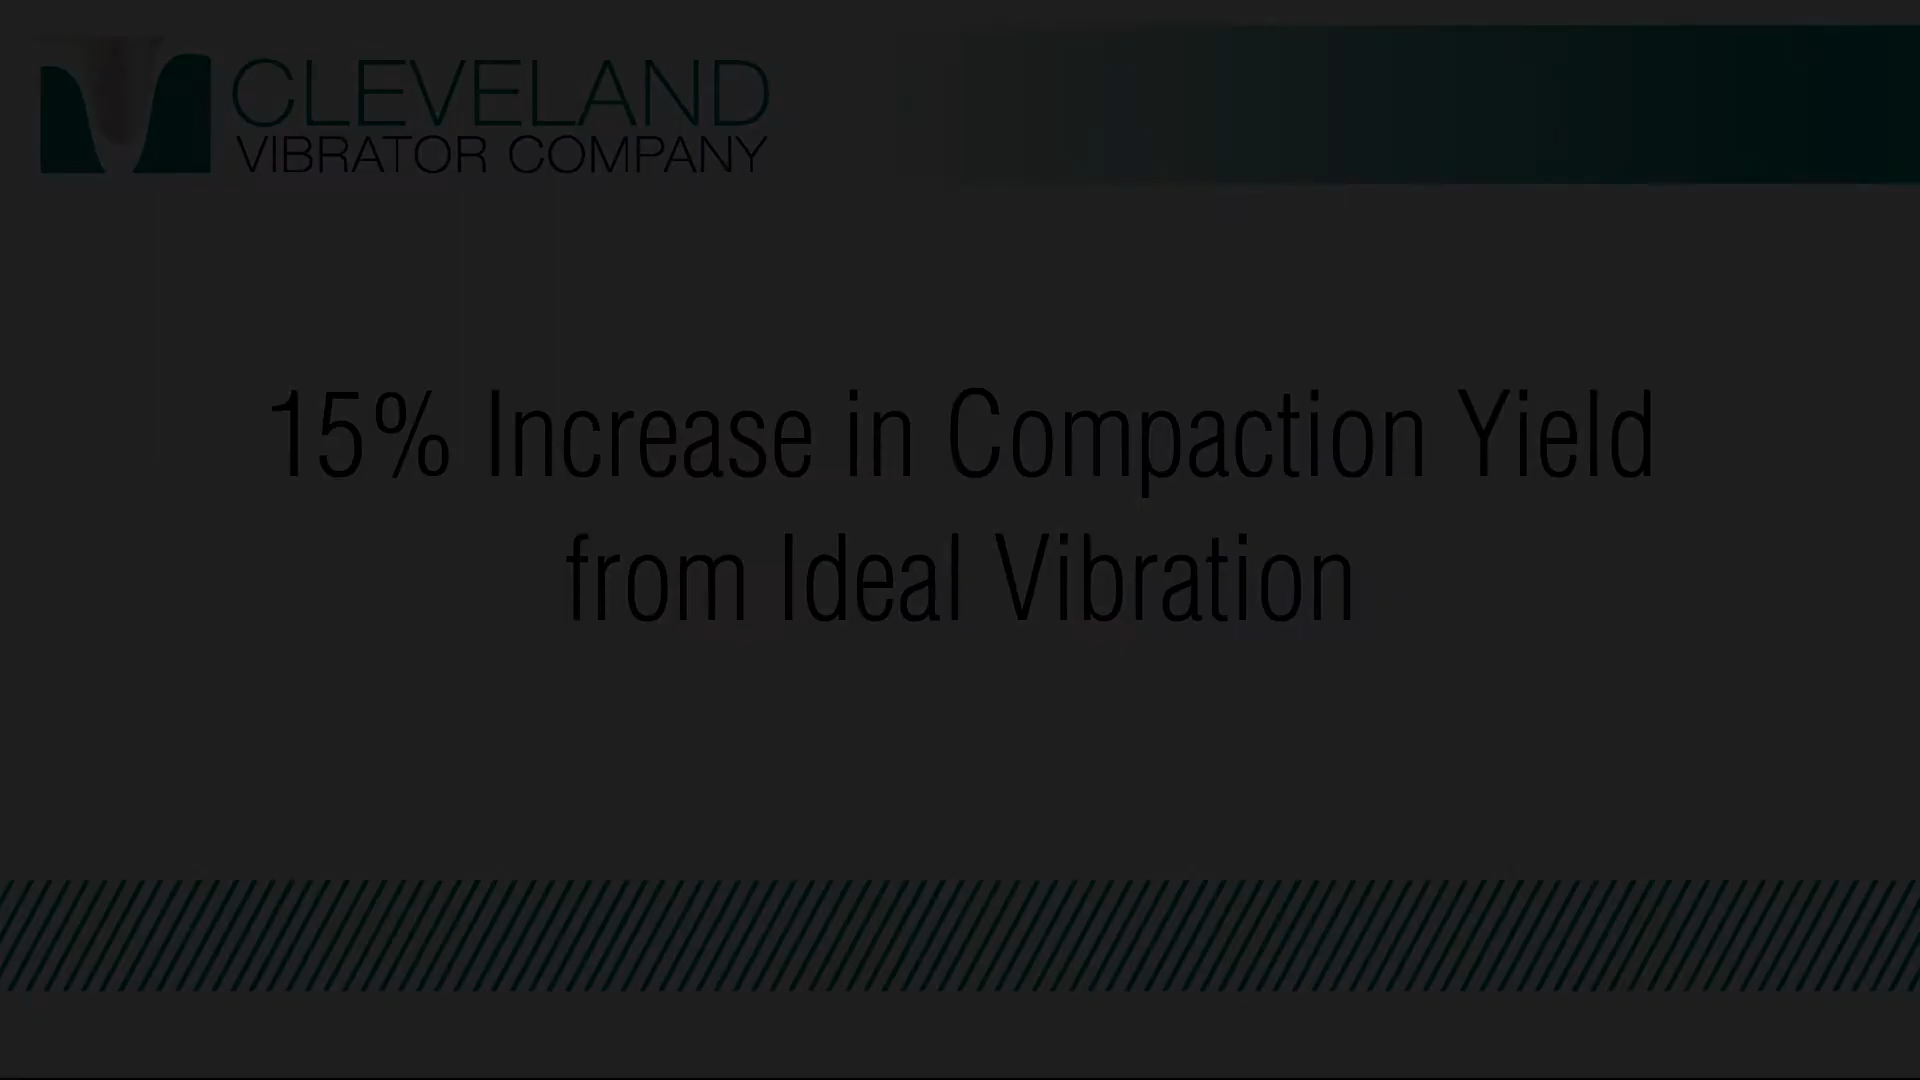 CLEVELAND
VIBRATOR COMPANY
15% Increase in Compaction Yield
from Ideal Vibration